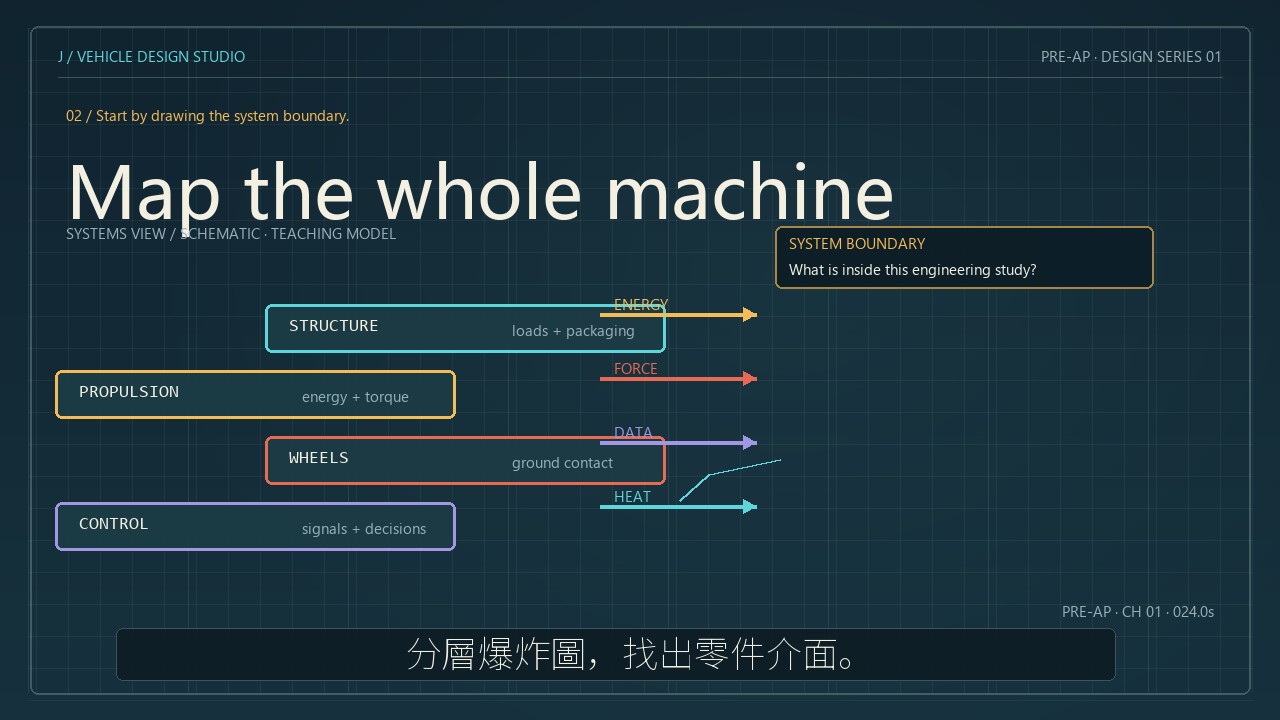 J / VEHICLE DESIGN STUDIO
PRE-AP · DESIGN SERIES 01
02 / Start by drawing the system boundary.
Map the whole machine
SYSTEMS VIEW / SCHEMATIC · TEACHING MODEL
SYSTEM BOUNDARY
What is inside this engineering study?
ENERGY
STRUCTURE
loads + packaging
FORCE
PROPULSION
energy + torque
DATA
WHEELS
ground contact
HEAT
CONTROL
signals + decisions
PRE-AP · CH 01 · 024.0s
分層爆炸圖，找出零件介面。